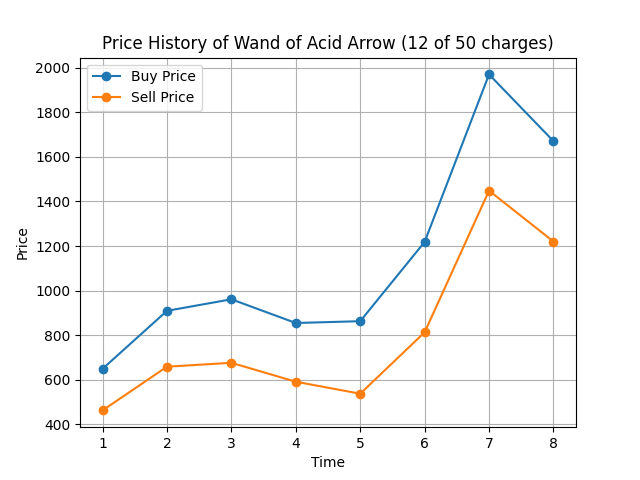 Price History of Wand of Acid Arrow (12 of 50 charges)
Buy Price
Sell Price
2000
1800
1600
1400
1200
1000
800
600
400
Price
1 2 3 4 5 6 7 8
Time